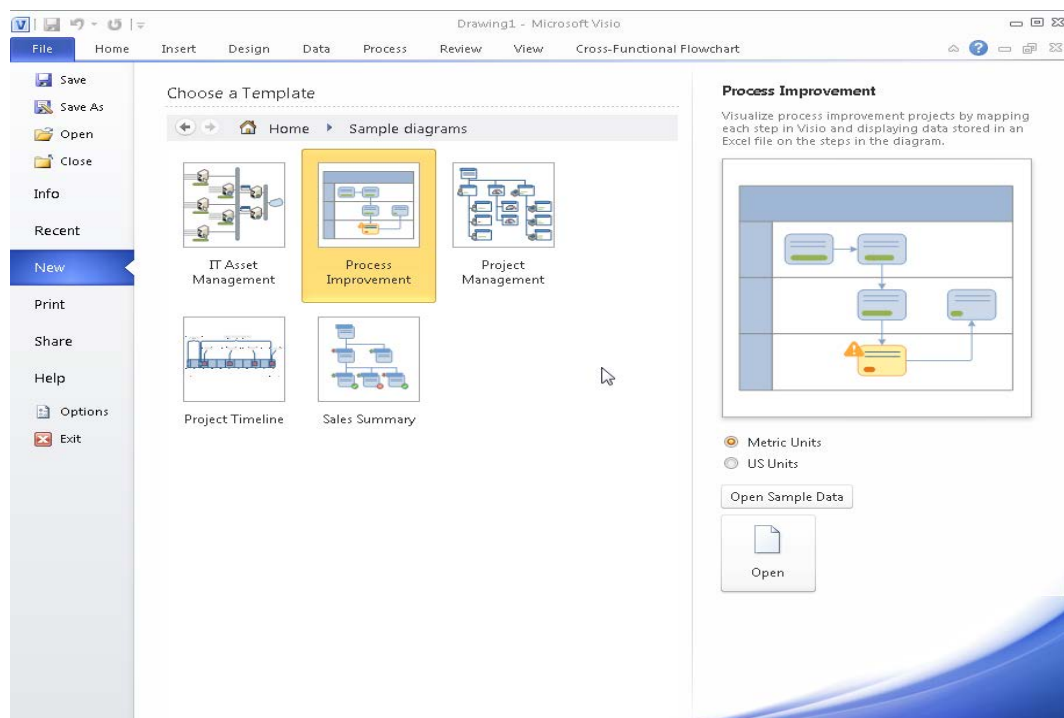 Drawing1 - Microsoft Visio
File Home Insert Design Data Process Review View Cross-Functional Flowchart
Save
Save As
Open
Close
Info
Recent
New
Print
Share
Help
Options
Exit
Choose a Template
Home Sample diagrams
IT Asset
Management
Process
Improvement
Project
Management
Project Timeline
Sales Summary
Process Improvement
Visualize process improvement projects by mapping
each step in Visio and displaying data stored in an
Excel file on the steps in the diagram.
Metric Units
US Units
Open Sample Data
Open